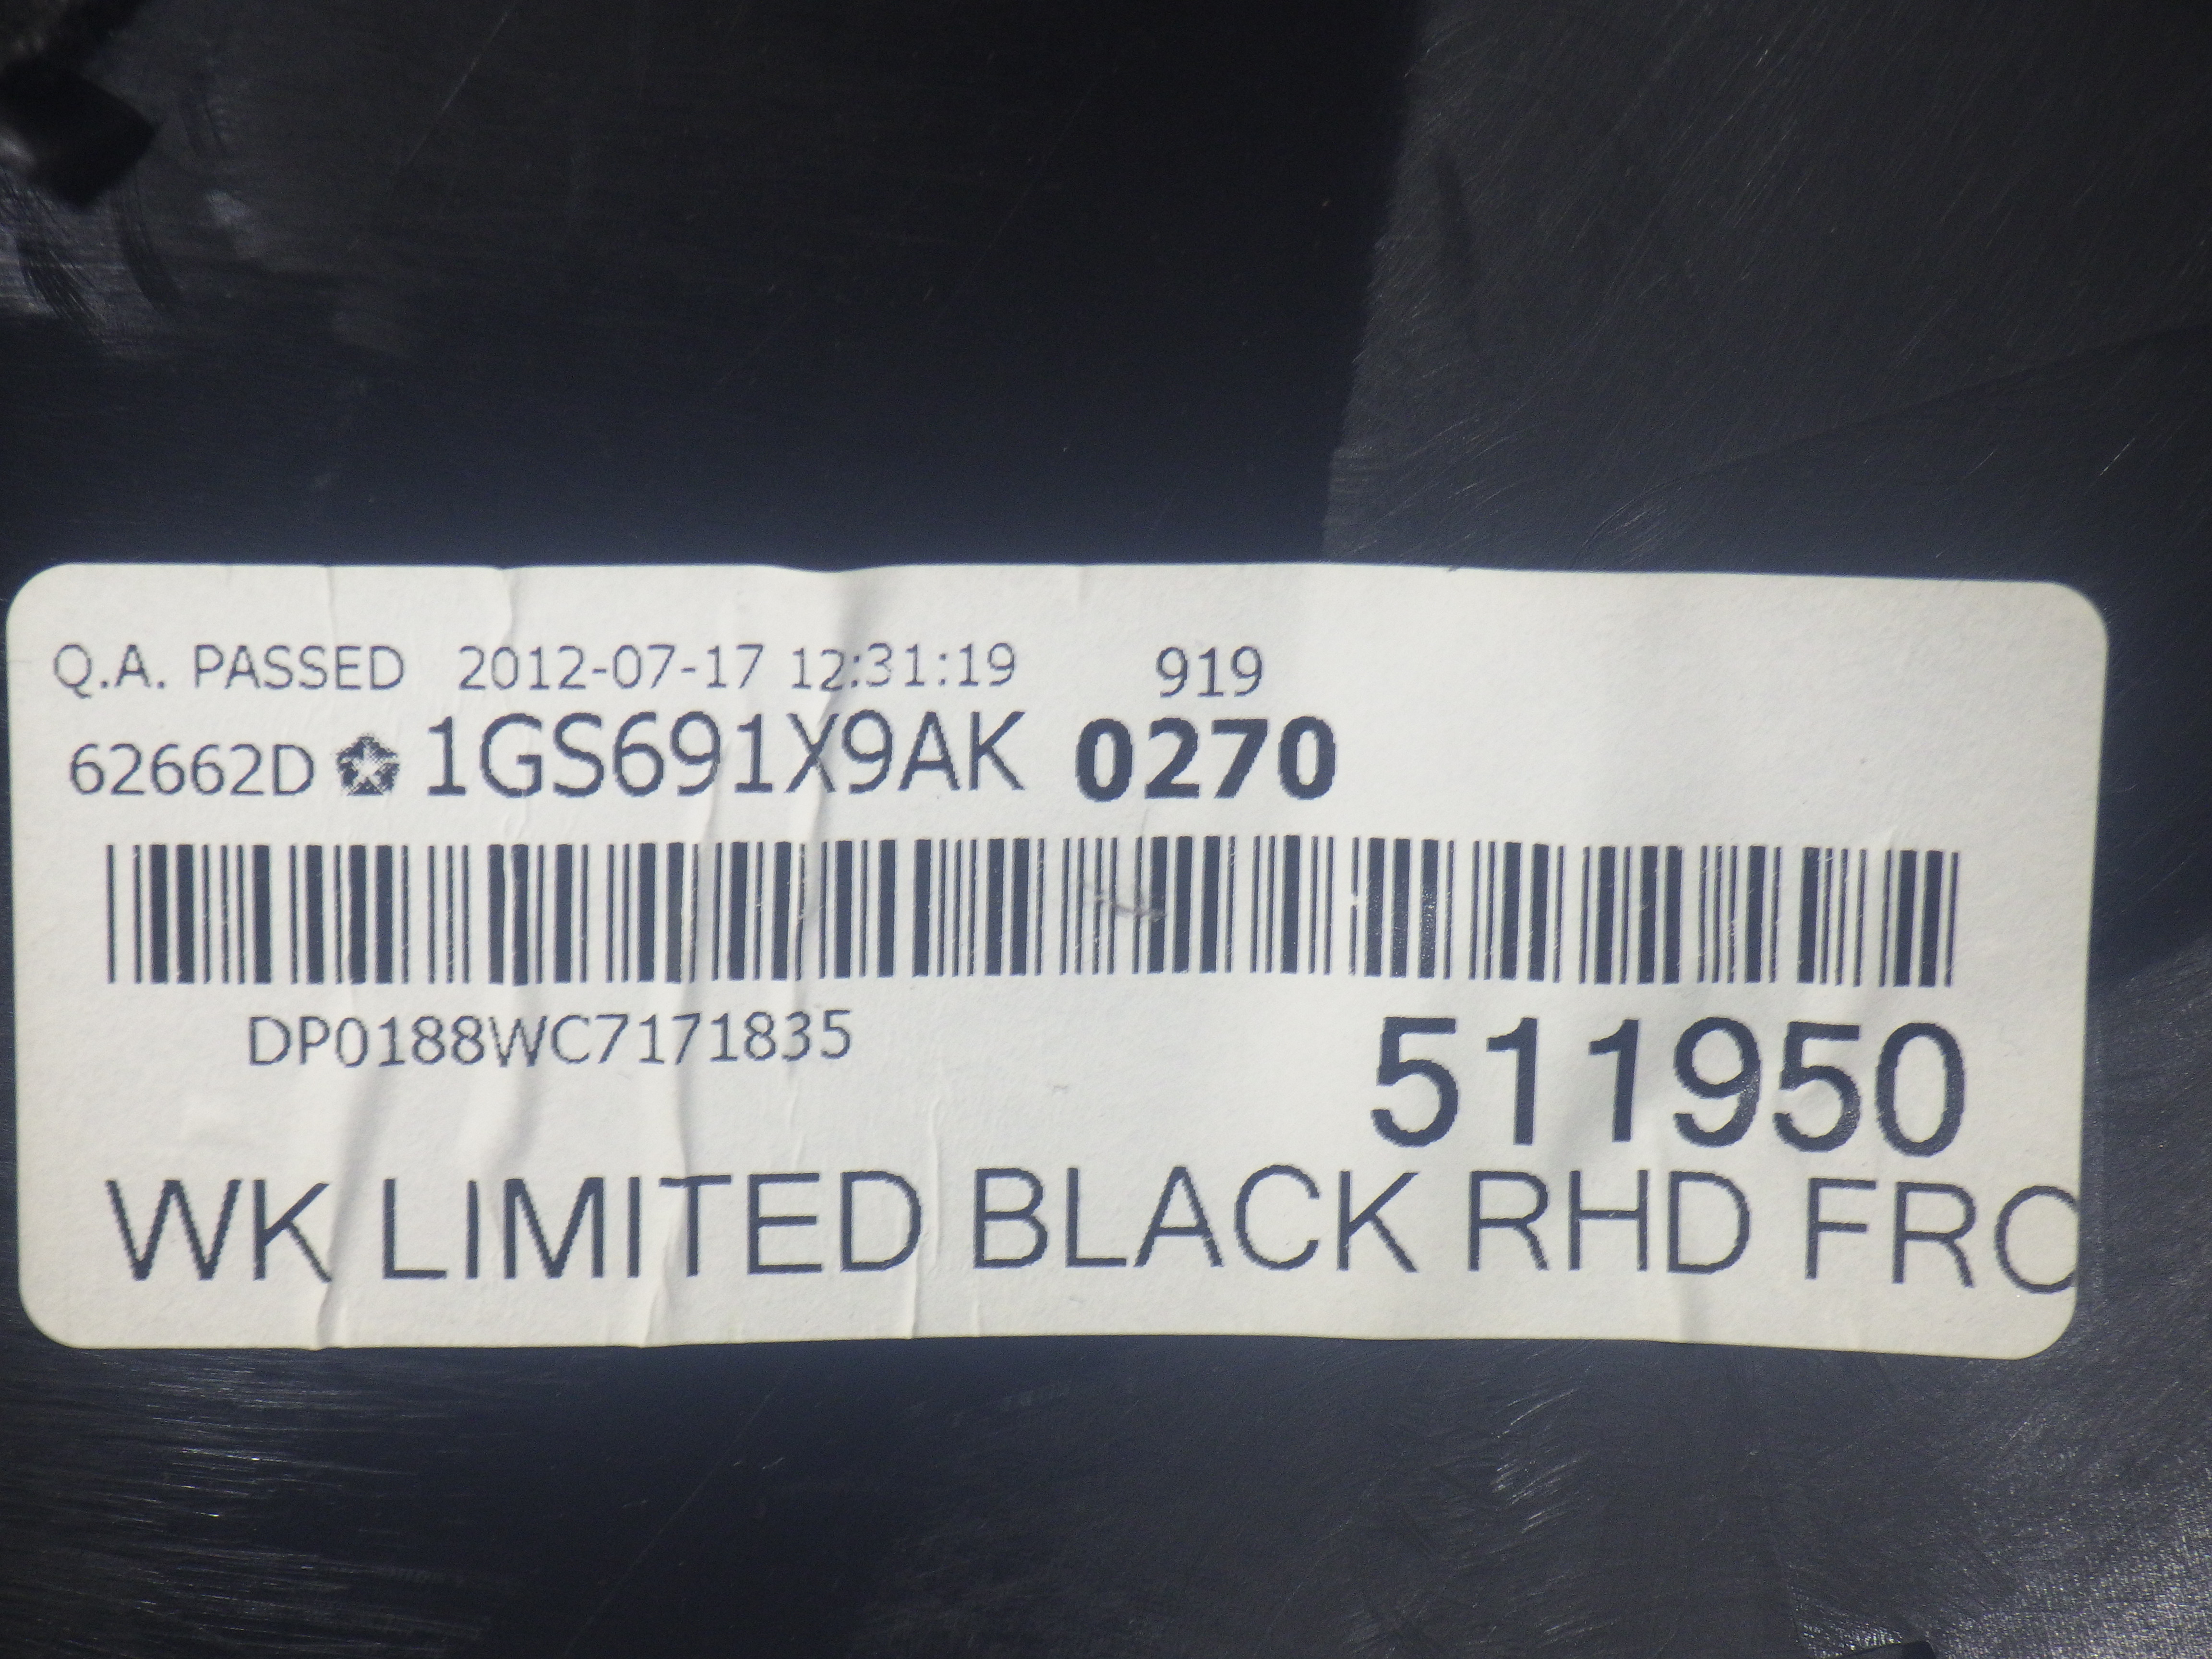 Q.A. PASSED 2012-07-17 12:31:19 919
62662D 1GS691X9AK 0270
DP0188WC7171835
511950
WK LIMITED BLACK RHD FRO